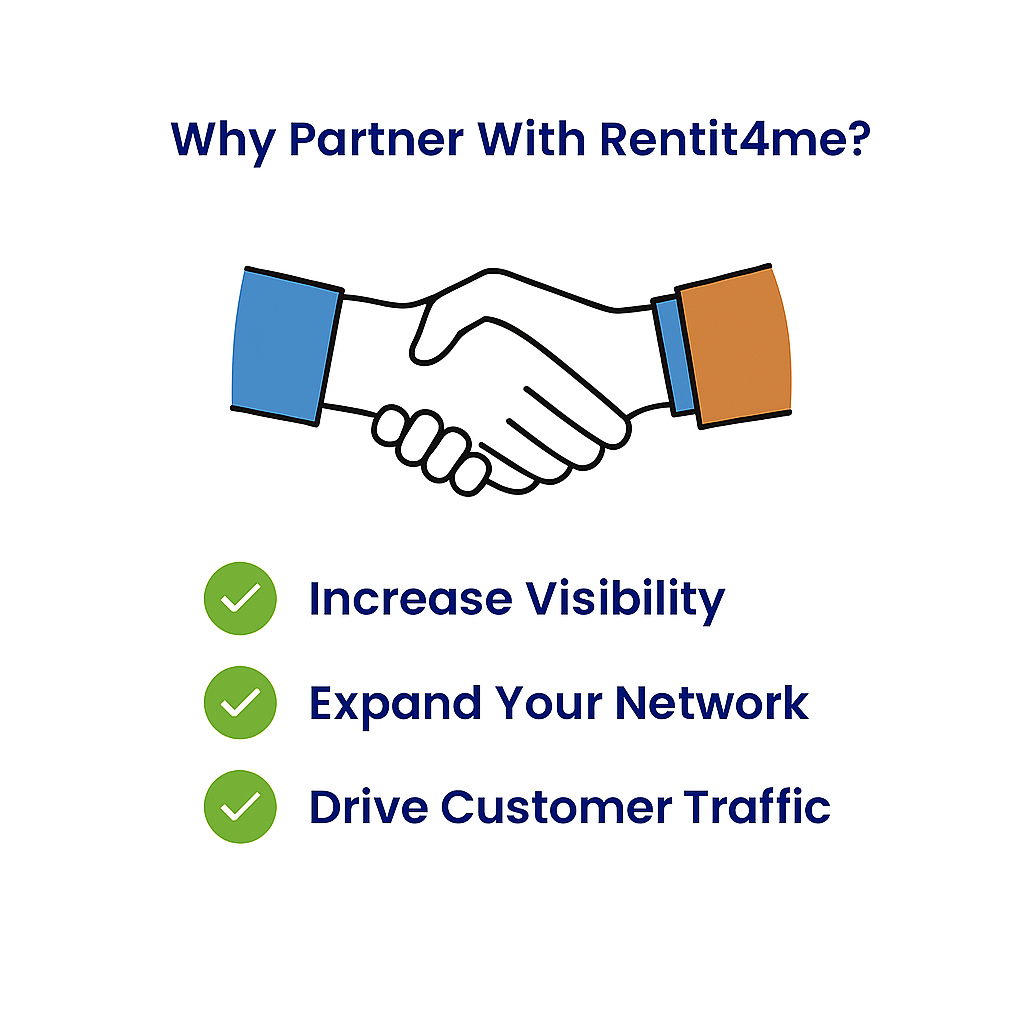 Why Partner With Rentit4me?
Increase Visibility
Expand Your Network
Drive Customer Traffic